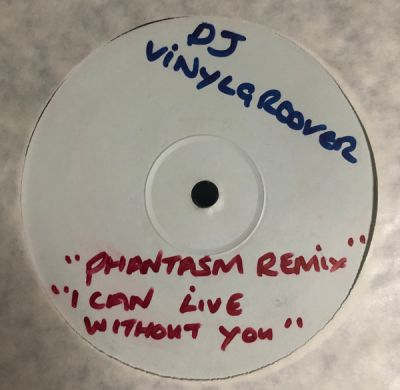 DJ
ViNYLGROOVER
"PHANTASM REMIX"
"I CAN LIVE
WITHOUT YOU"